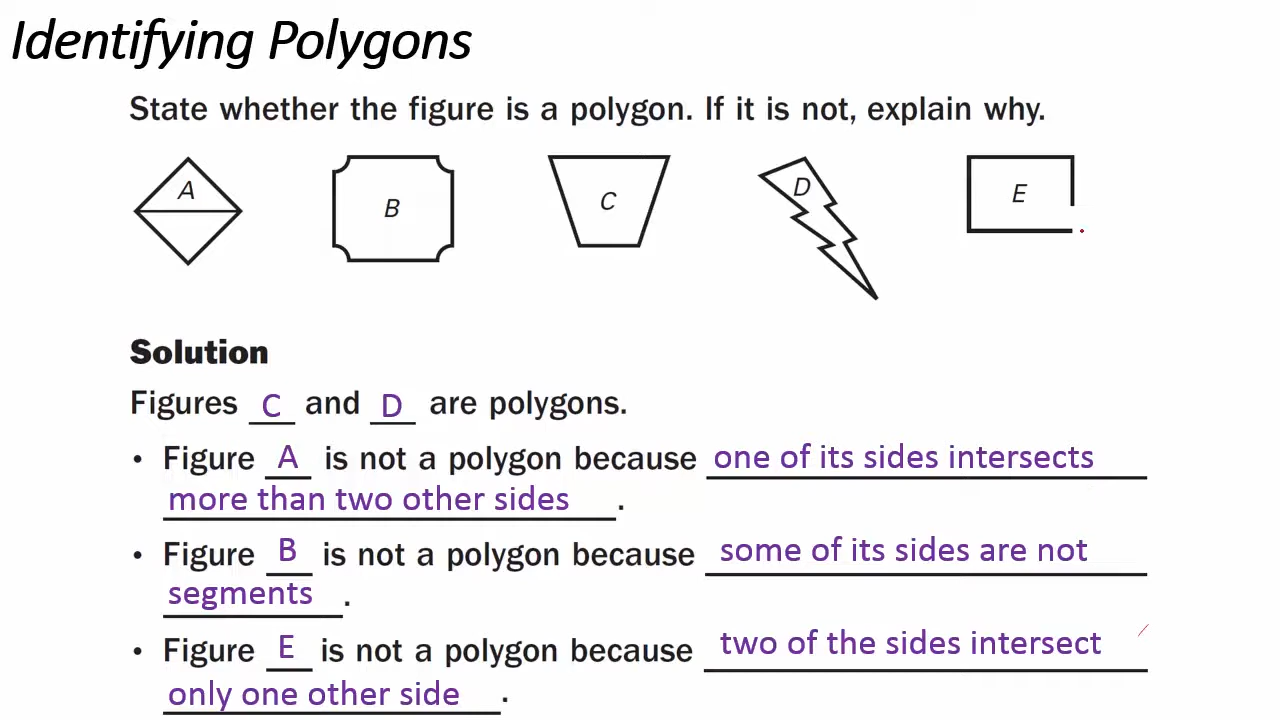 Identifying Polygons
State whether the figure is a polygon. If it is not, explain why.
A B C D E
Solution
Figures C and D are polygons.
• Figure A is not a polygon because one of its sides intersects
more than two other sides.
• Figure B is not a polygon because some of its sides are not
segments.
• Figure E is not a polygon because two of the sides intersect
only one other side.